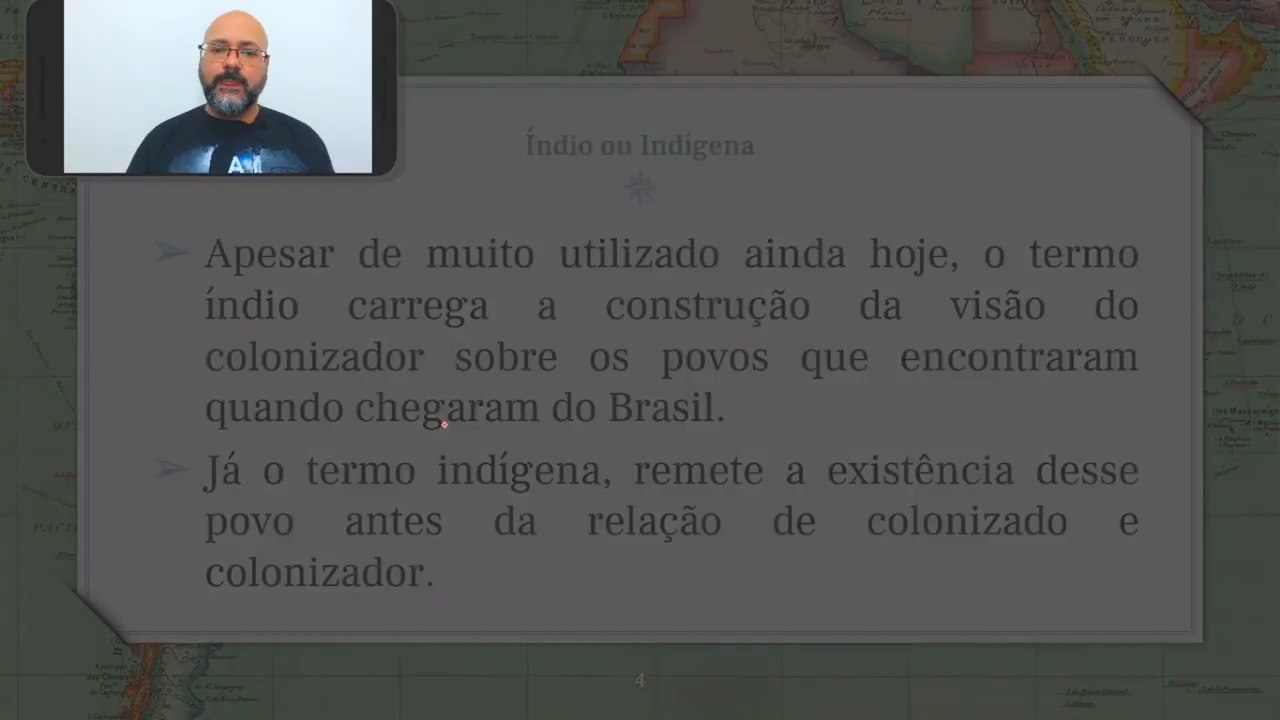 Índio ou Indígena
Apesar de muito utilizado ainda hoje, o termo
índio carrega a construção da visão do
colonizador sobre os povos que encontraram
quando chegaram do Brasil.
Já o termo indígena, remete a existência desse
povo antes da relação de colonizado e
colonizador.
4